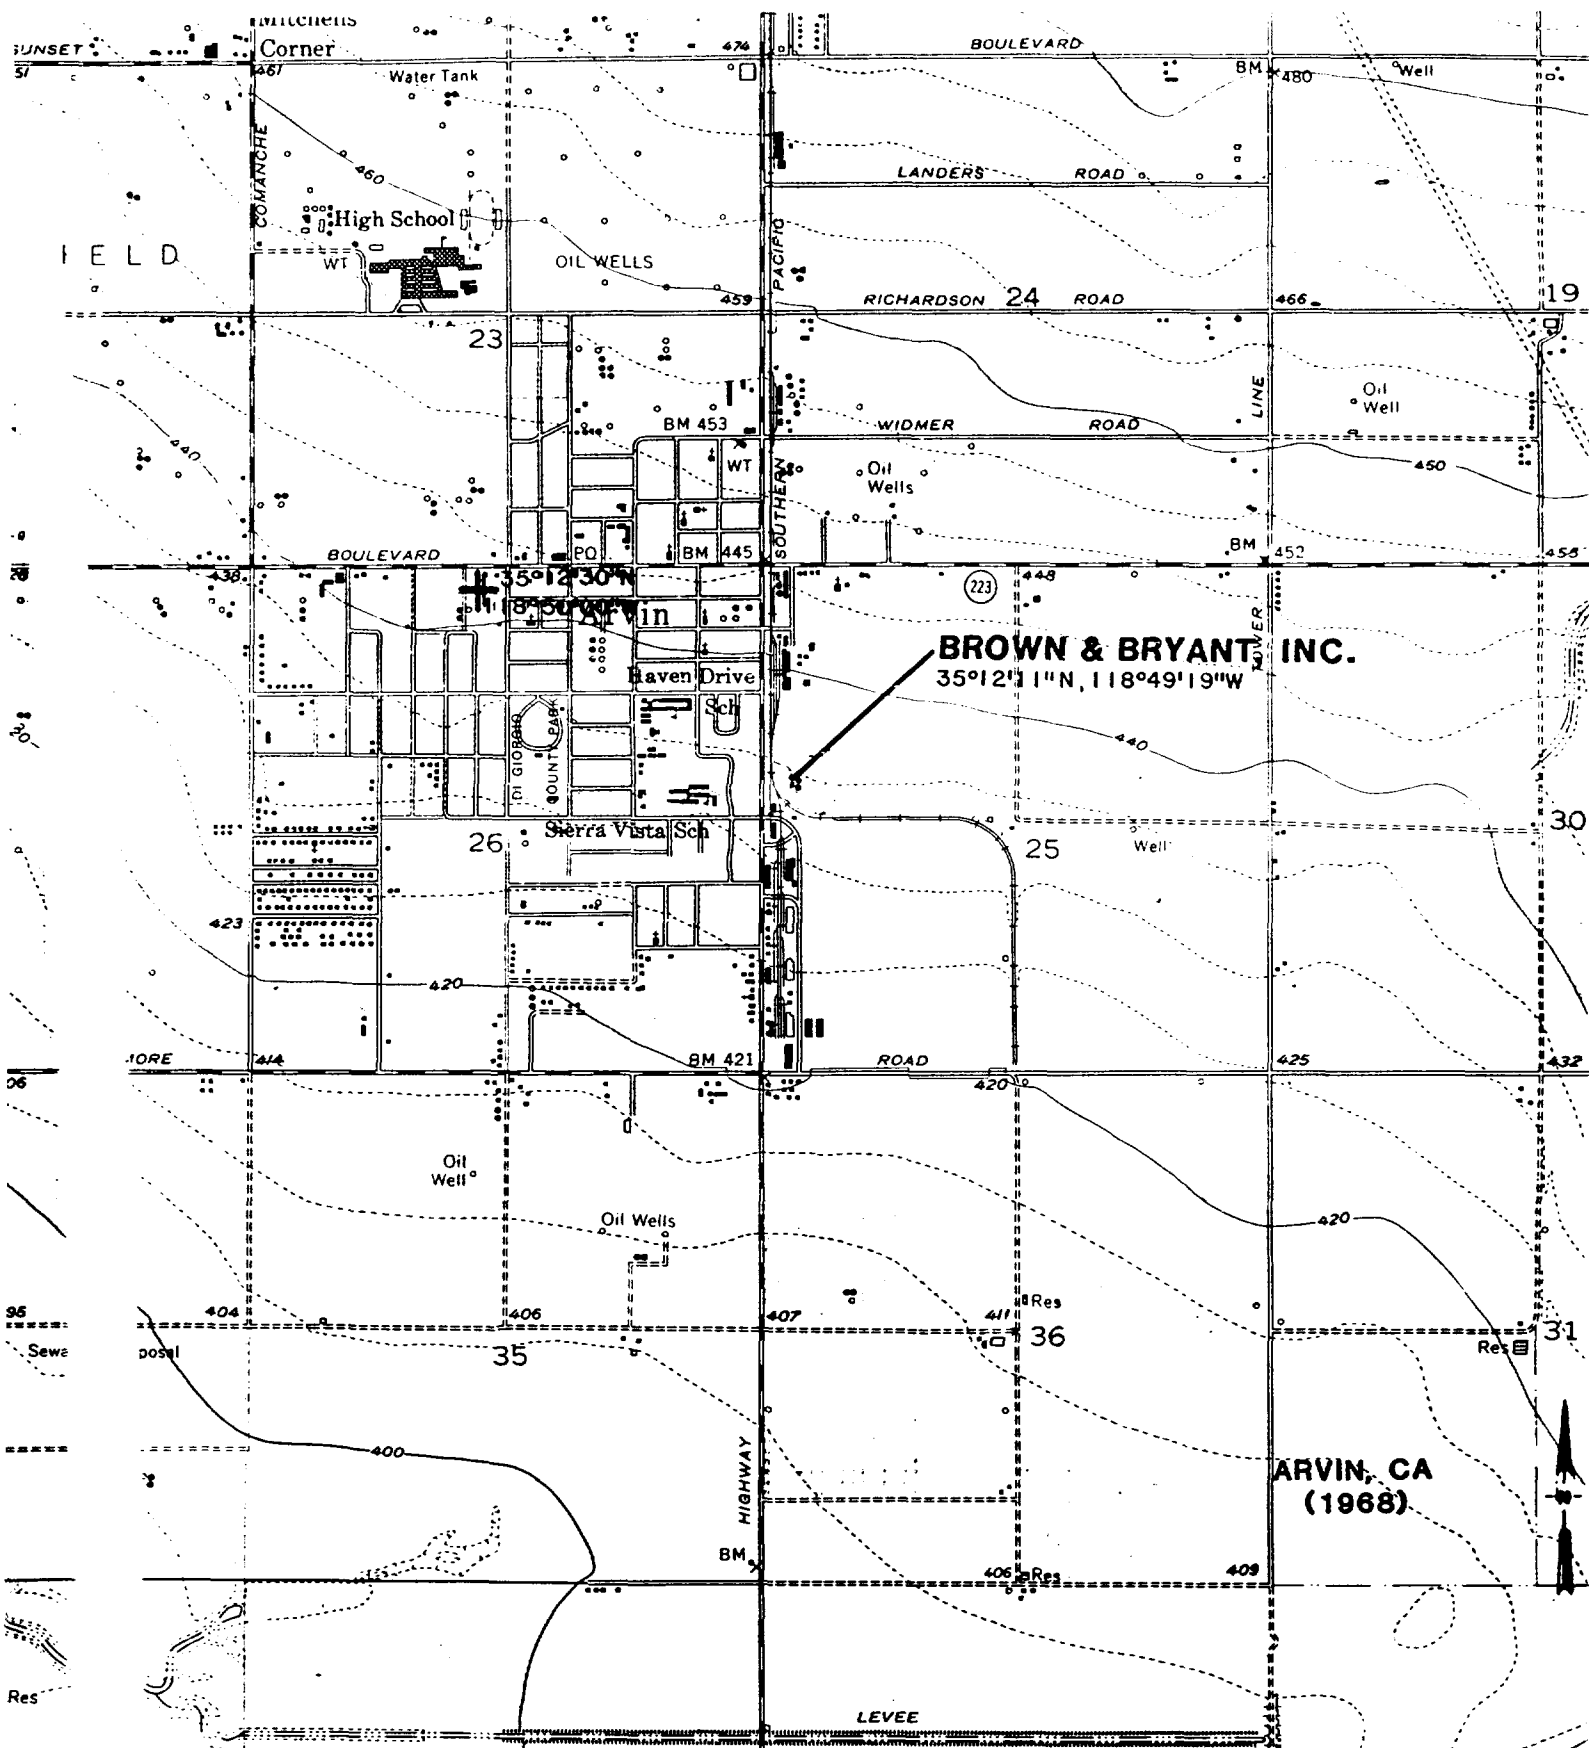 Corner
474
BOULEVARD
461
Water Tank
BM
480
Well
COMANCHE
460
LANDERS ROAD
High School
PACIFIC
I E L D
WT
OIL WELLS
459
RICHARDSON 24 ROAD
466
19
23
Oil
Well
LINE
BM 453
WIDMER ROAD
440
WT
Oil
Wells
450
SOUTHERN
BOULEVARD
PO
BM 445
BM
452
438
35°12'30"N
223
448
Arvin
TOWER
BROWN & BRYANT INC.
35°12'11"N, 118°49'19"W
Haven Drive
Sch
DI GIORGIO
COUNTY PARK
440
26
Sierra Vista Sch
25
Well
30
423
420
414
BM 421
ROAD
420
425
432
Oil
Well
Oil Wells
420
404
406
407
411
Res
36
31
35
Res
400
HIGHWAY
ARVIN, CA
(1968)
BM
406
Res
409
Res
LEVEE